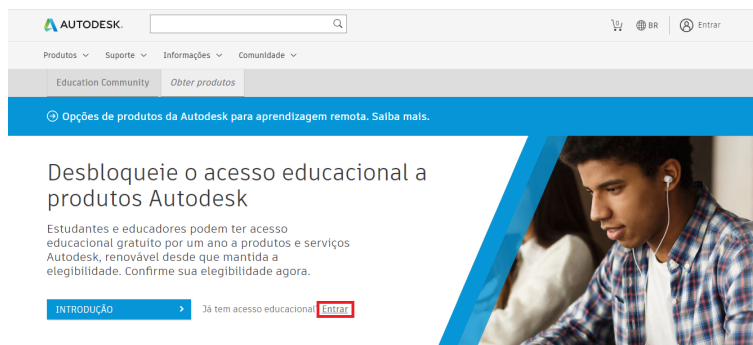 AUTODESK.
BR
Entrar
Produtos
Suporte
Informações
Comunidade
Education Community
Obter produtos
Opções de produtos da Autodesk para aprendizagem remota. Saiba mais.
Desbloqueie o acesso educacional a
produtos Autodesk
Estudantes e educadores podem ter acesso
educacional gratuito por um ano a produtos e serviços
Autodesk, renovável desde que mantida a
elegibilidade. Confirme sua elegibilidade agora.
INTRODUÇÃO
Já tem acesso educacional? Entrar